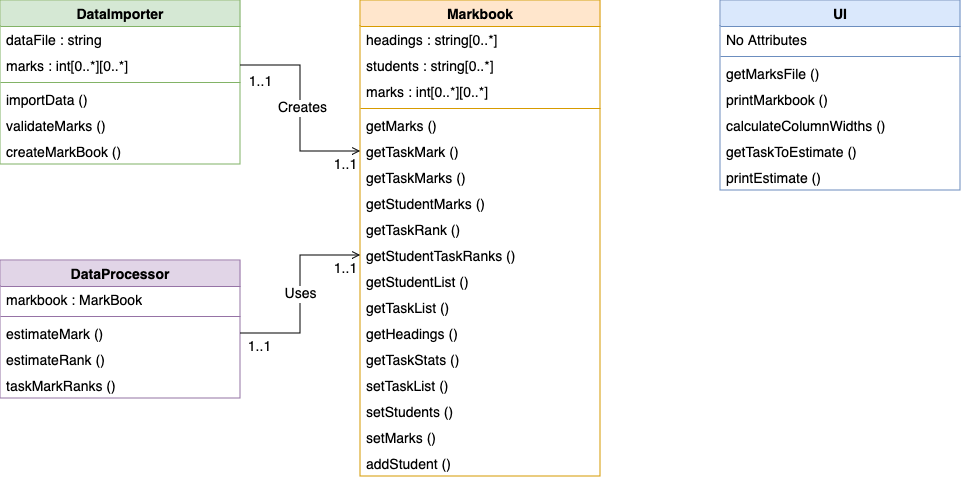 DataImporter
dataFile : string
marks : int[0..*][0..*]
importData ()
validateMarks ()
createMarkBook ()
1..1
Creates
1..1
Markbook
headings : string[0..*]
students : string[0..*]
marks : int[0..*][0..*]
getMarks ()
getTaskMark ()
getTaskMarks ()
getStudentMarks ()
getTaskRank ()
getStudentTaskRanks ()
getStudentList ()
getTaskList ()
getHeadings ()
getTaskStats ()
setTaskList ()
setStudents ()
setMarks ()
addStudent ()
UI
No Attributes
getMarksFile ()
printMarkbook ()
calculateColumnWidths ()
getTaskToEstimate ()
printEstimate ()
DataProcessor
markbook : MarkBook
estimateMark ()
estimateRank ()
taskMarkRanks ()
1..1
Uses
1..1